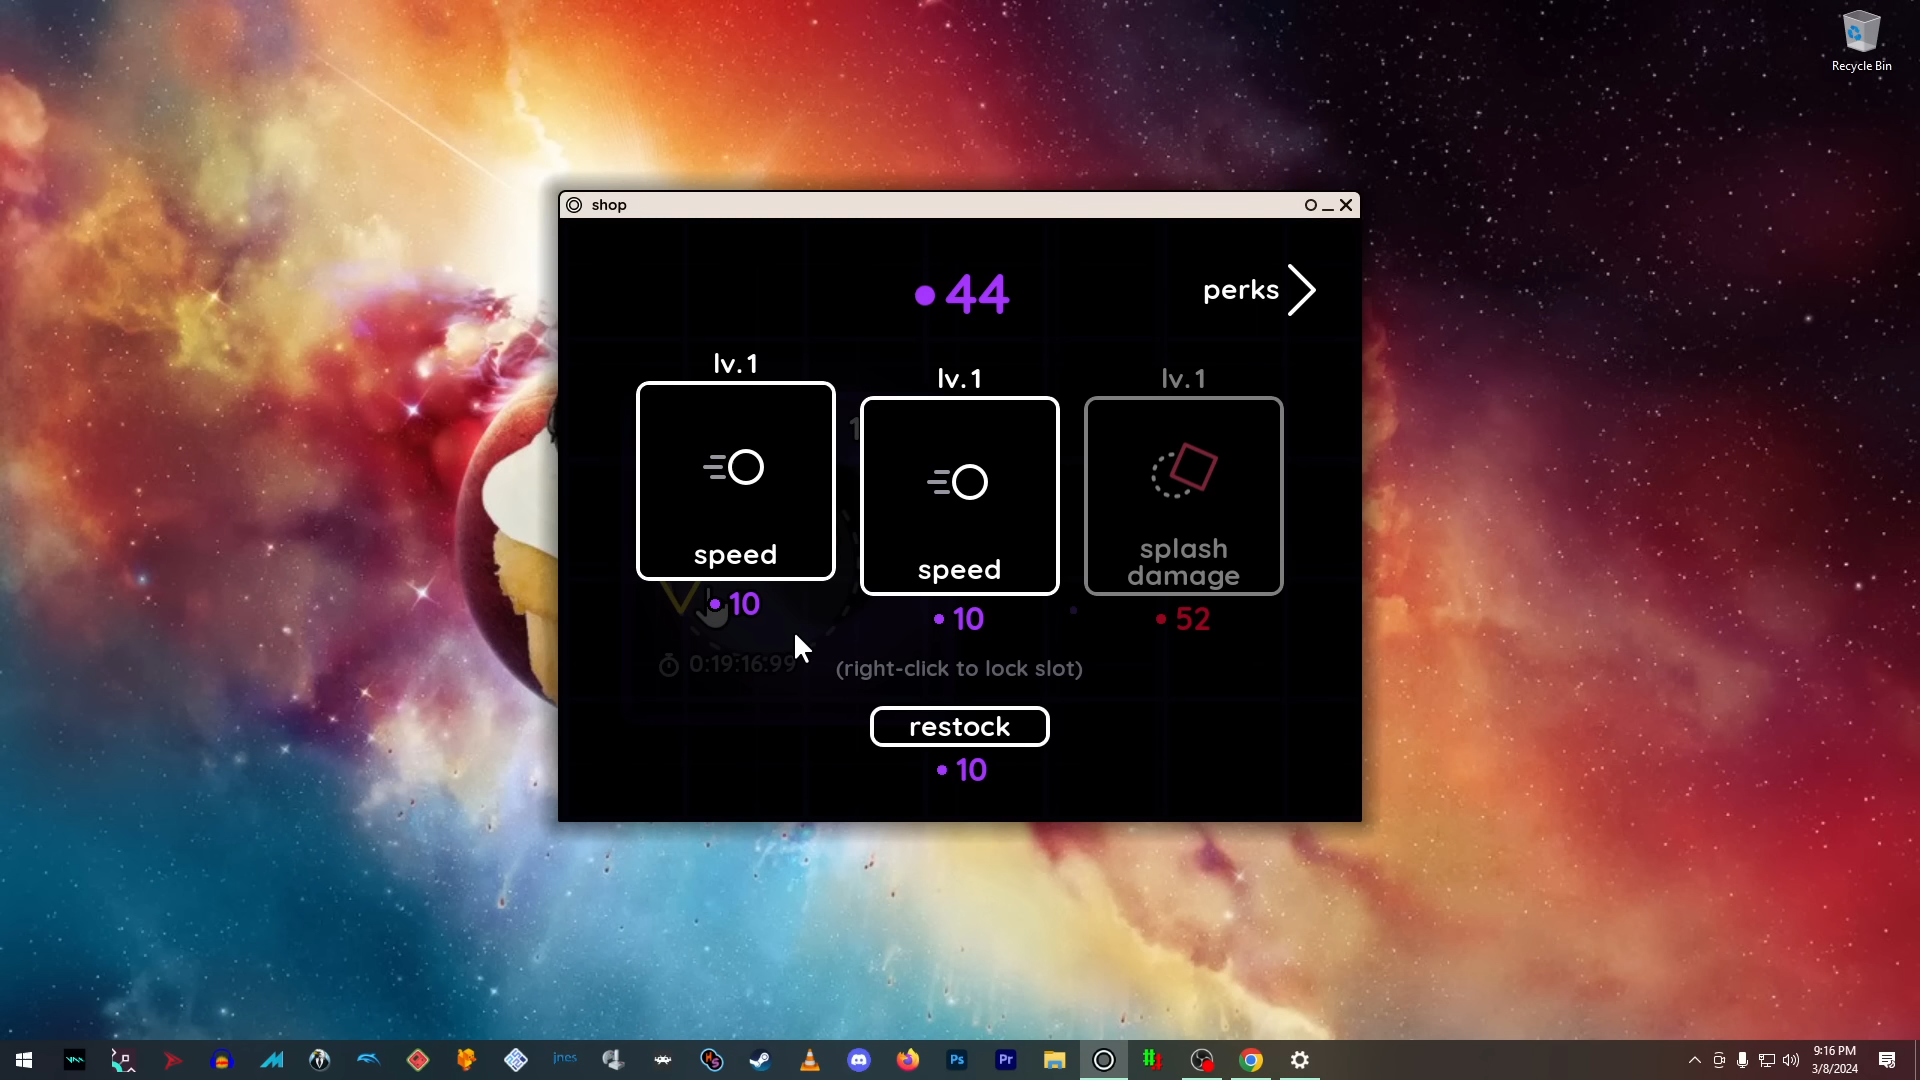 Recycle Bin
shop
44
perks
lv.1
lv.1
lv.1
speed
speed
splash
damage
10
10
52
0:19:16:99
(right-click to lock slot)
restock
10
jnes
Ps
Pr
9:16 PM
3/8/2024